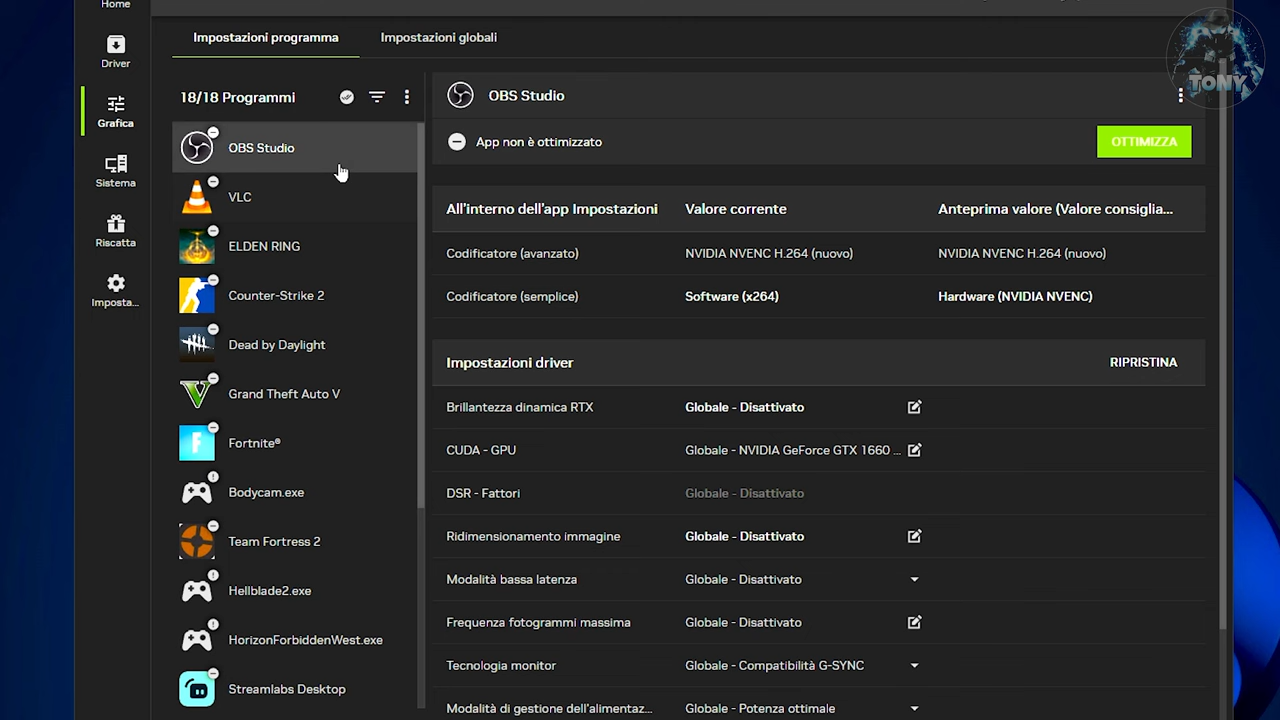 Home
Driver
Grafica
Sistema
Riscatta
Imposta...
Impostazioni programma
Impostazioni globali
18/18 Programmi
OBS Studio
VLC
ELDEN RING
Counter-Strike 2
Dead by Daylight
Grand Theft Auto V
Fortnite®
Bodycam.exe
Team Fortress 2
Hellblade2.exe
HorizonForbiddenWest.exe
Streamlabs Desktop
OBS Studio
App non è ottimizzato
OTTIMIZZA
All'interno dell'app Impostazioni Valore corrente Anteprima valore (Valore consiglia...
Codificatore (avanzato) NVIDIA NVENC H.264 (nuovo) NVIDIA NVENC H.264 (nuovo)
Codificatore (semplice) Software (x264) Hardware (NVIDIA NVENC)
Impostazioni driver RIPRISTINA
Brillantezza dinamica RTX Globale - Disattivato
CUDA - GPU Globale - NVIDIA GeForce GTX 1660 ...
DSR - Fattori Globale - Disattivato
Ridimensionamento immagine Globale - Disattivato
Modalità bassa latenza Globale - Disattivato
Frequenza fotogrammi massima Globale - Disattivato
Tecnologia monitor Globale - Compatibilità G-SYNC
Modalità di gestione dell'alimentaz... Globale - Potenza ottimale
TONY